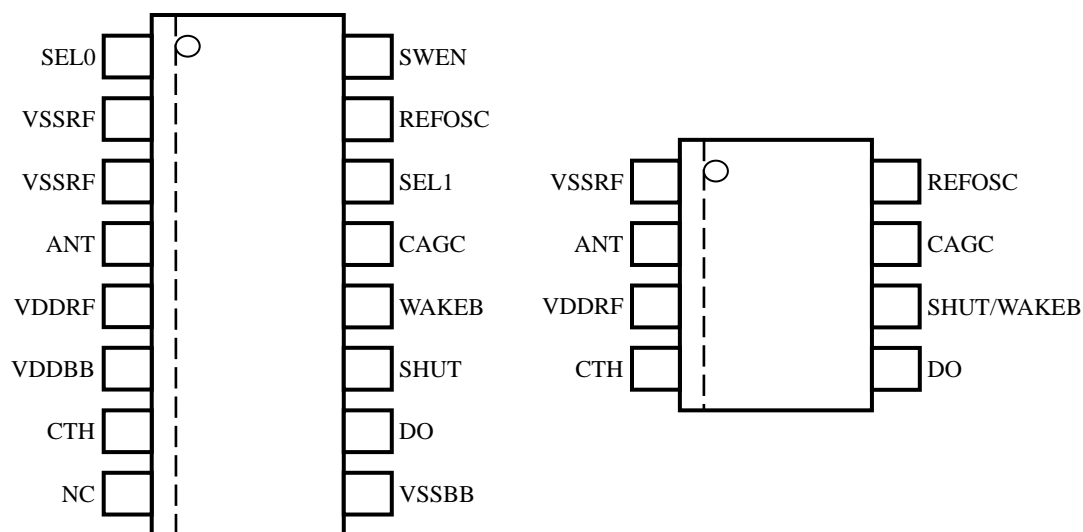 SEL0
SWEN
VSSRF
REFOSC
VSSRF
SEL1
ANT
CAGC
VDDRF
WAKEB
VDDBB
SHUT
CTH
DO
NC
VSSBB
VSSRF
REFOSC
ANT
CAGC
VDDRF
SHUT/WAKEB
CTH
DO